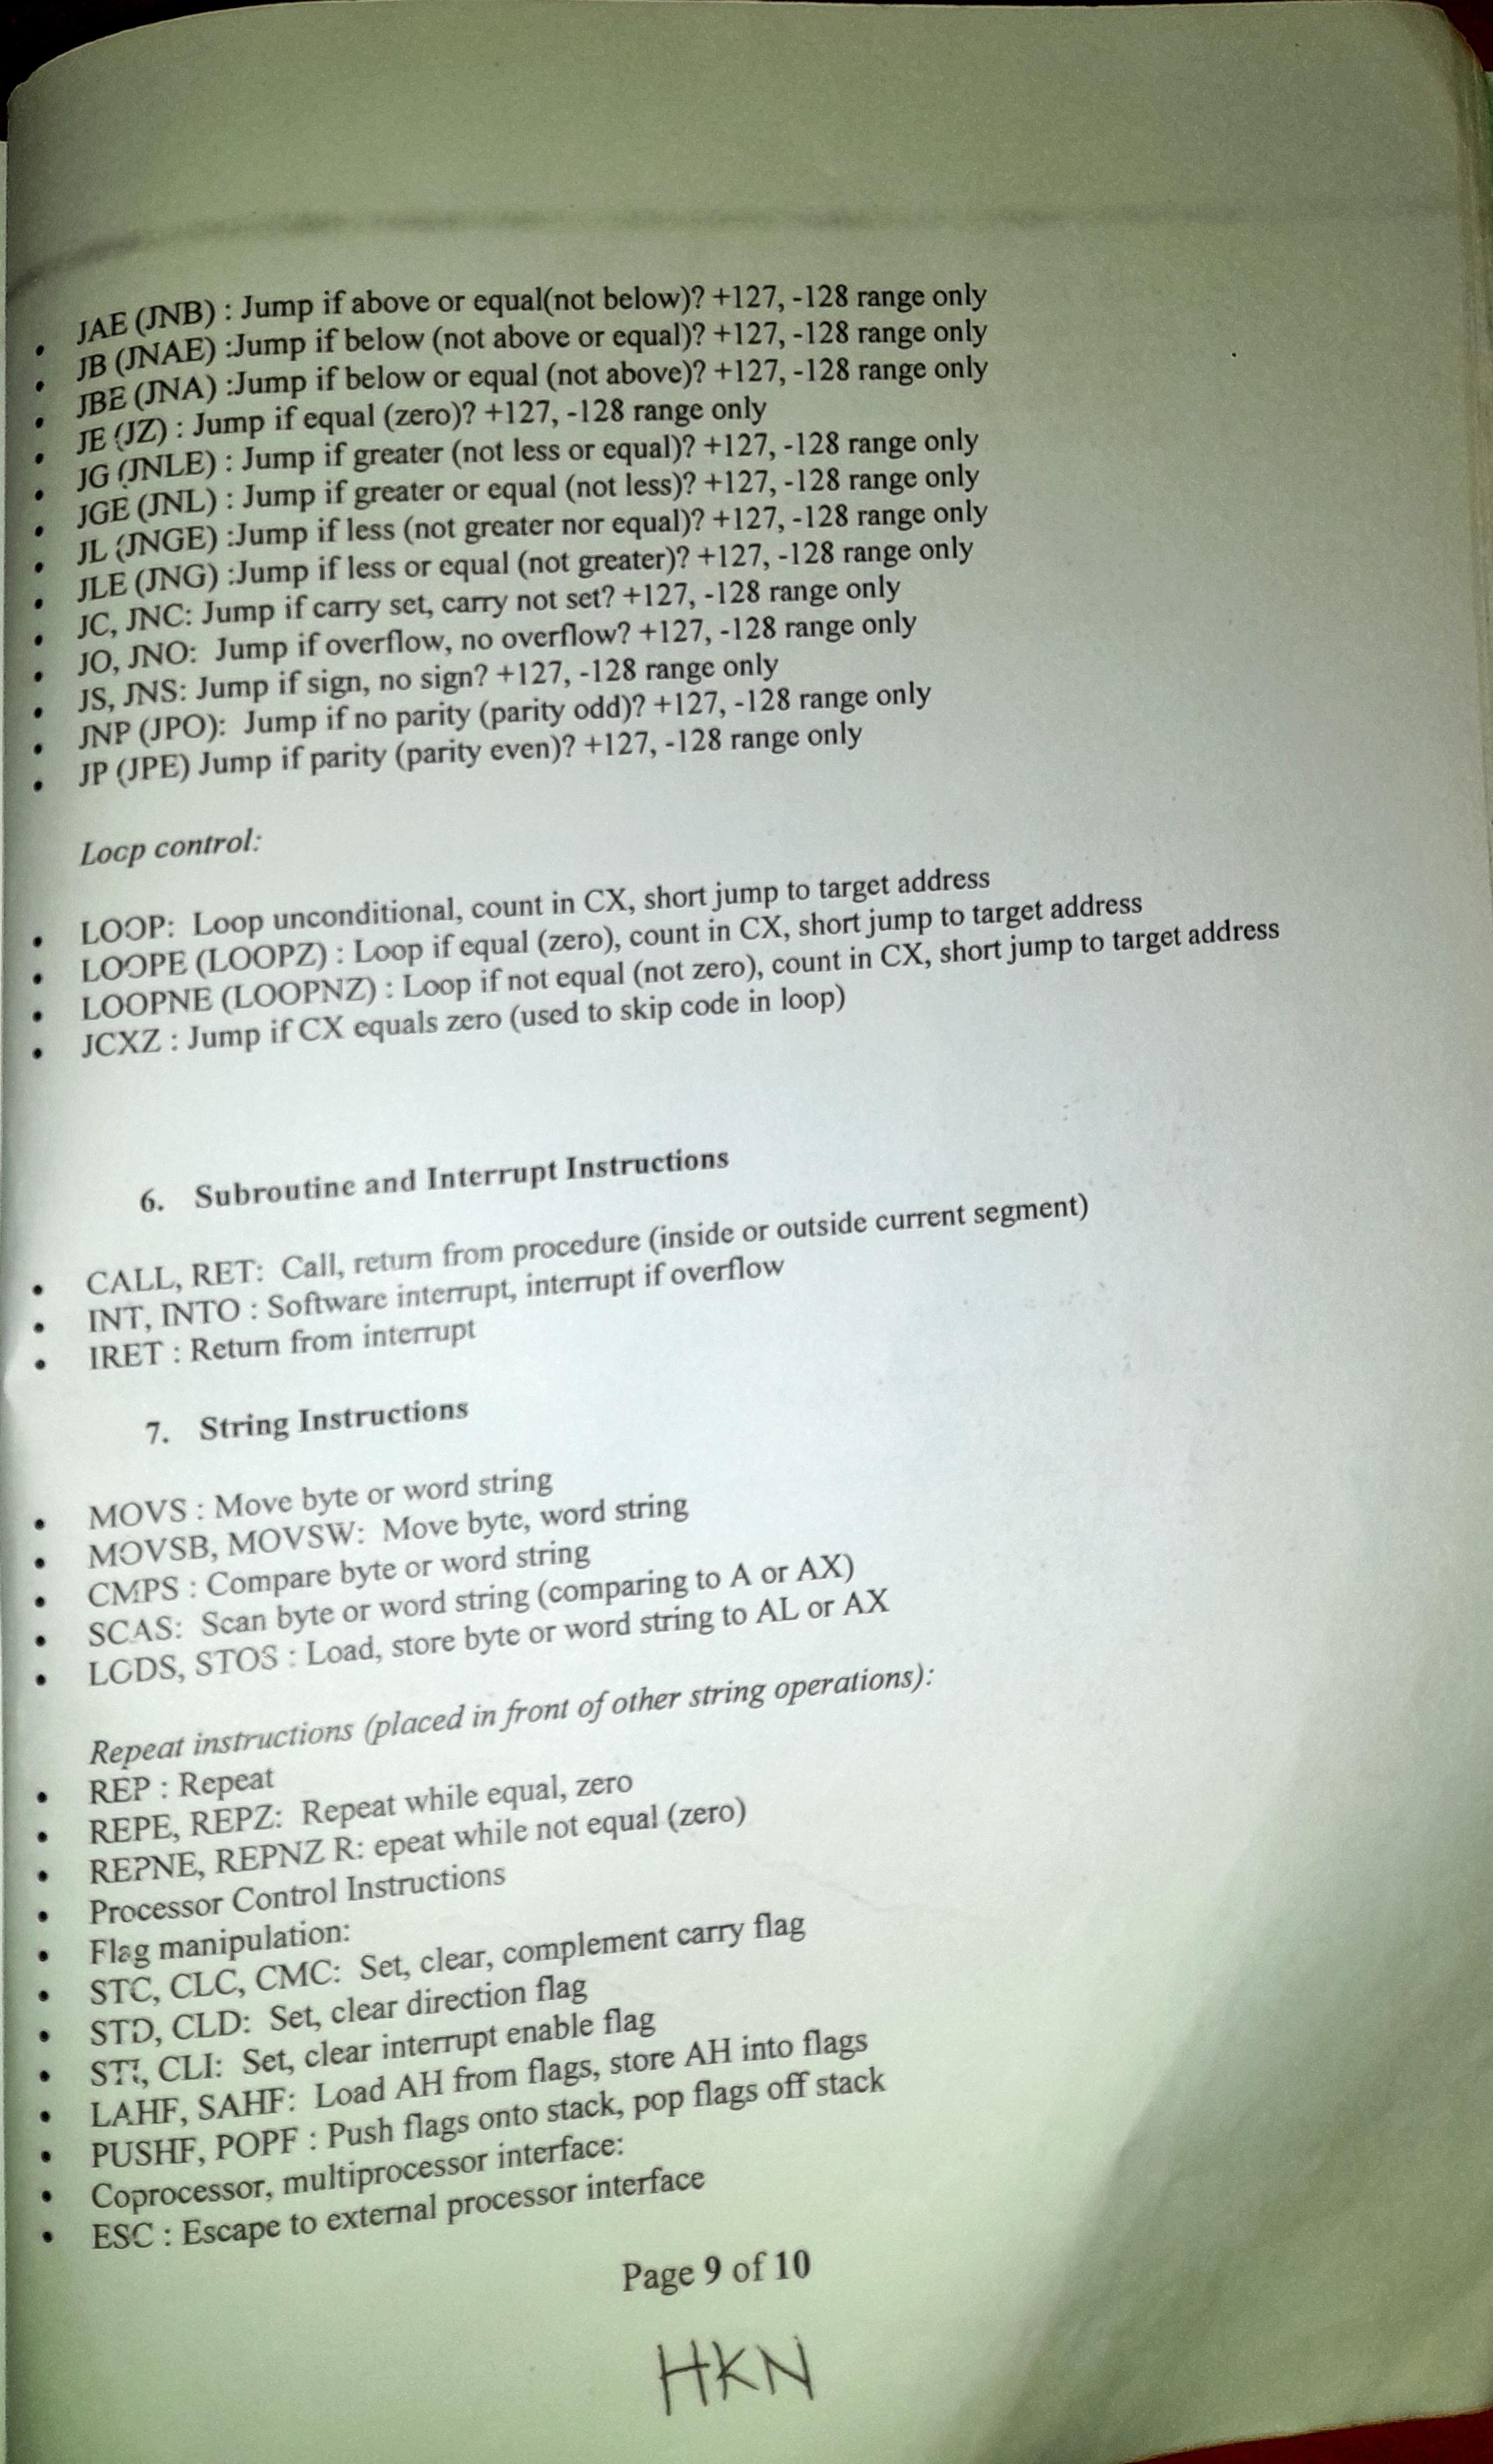 • JAE (JNB) : Jump if above or equal(not below)? +127, -128 range only
• JB (JNAE) :Jump if below (not above or equal)? +127, -128 range only
• JBE (JNA) :Jump if below or equal (not above)? +127, -128 range only
• JE (JZ) : Jump if equal (zero)? +127, -128 range only
• JG (JNLE) : Jump if greater (not less or equal)? +127, -128 range only
• JGE (JNL) : Jump if greater or equal (not less)? +127, -128 range only
• JL (JNGE) :Jump if less (not greater nor equal)? +127, -128 range only
• JLE (JNG) :Jump if less or equal (not greater)? +127, -128 range only
• JC, JNC: Jump if carry set, carry not set? +127, -128 range only
• JO, JNO: Jump if overflow, no overflow? +127, -128 range only
• JS, JNS: Jump if sign, no sign? +127, -128 range only
• JNP (JPO): Jump if no parity (parity odd)? +127, -128 range only
• JP (JPE) Jump if parity (parity even)? +127, -128 range only
Loop control:
• LOOP: Loop unconditional, count in CX, short jump to target address
• LOOPE (LOOPZ) : Loop if equal (zero), count in CX, short jump to target address
• LOOPNE (LOOPNZ) : Loop if not equal (not zero), count in CX, short jump to target address
• JCXZ : Jump if CX equals zero (used to skip code in loop)
6. Subroutine and Interrupt Instructions
• CALL, RET: Call, return from procedure (inside or outside current segment)
• INT, INTO : Software interrupt, interrupt if overflow
• IRET : Return from interrupt
7. String Instructions
• MOVS : Move byte or word string
• MOVSB, MOVSW: Move byte, word string
• CMPS : Compare byte or word string
• SCAS: Scan byte or word string (comparing to A or AX)
• LODS, STOS : Load, store byte or word string to AL or AX
Repeat instructions (placed in front of other string operations):
• REP : Repeat
• REPE, REPZ: Repeat while equal, zero
• REPNE, REPNZ R: epeat while not equal (zero)
• Processor Control Instructions
• Flag manipulation:
• STC, CLC, CMC: Set, clear, complement carry flag
• STD, CLD: Set, clear direction flag
• STI, CLI: Set, clear interrupt enable flag
• LAHF, SAHF: Load AH from flags, store AH into flags
• PUSHF, POPF : Push flags onto stack, pop flags off stack
• Coprocessor, multiprocessor interface:
• ESC : Escape to external processor interface
Page 9 of 10
HKN